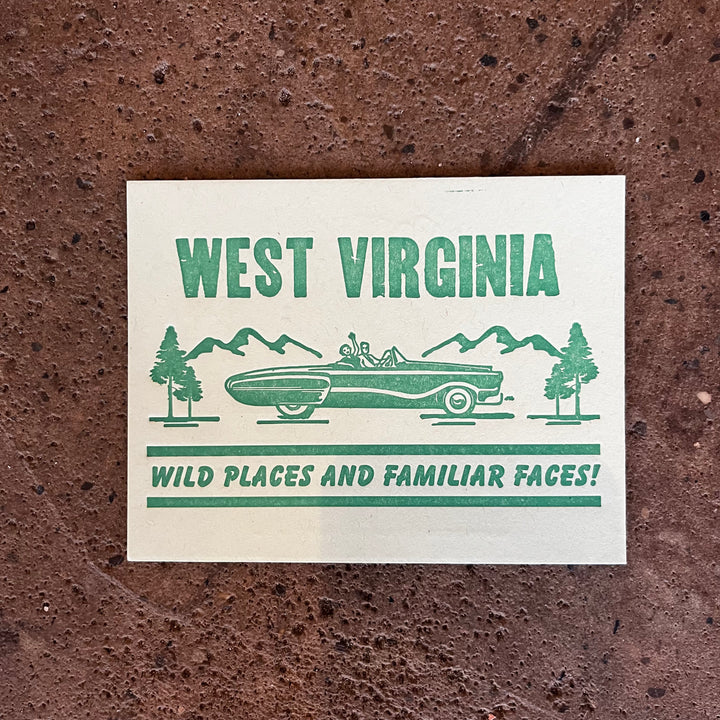 WEST VIRGINIA
WILD PLACES AND FAMILIAR FACES!